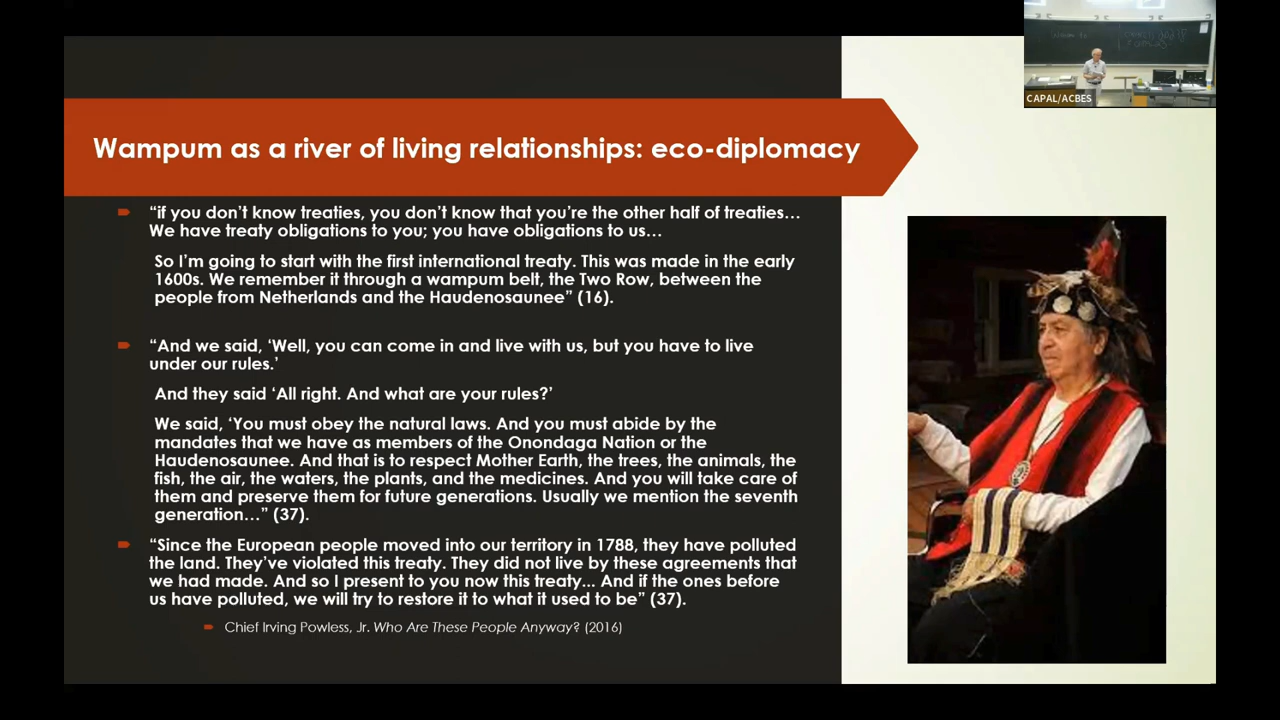 CAPAL/ACBES
Wampum as a river of living relationships: eco-diplomacy
“if you don’t know treaties, you don’t know that you’re the other half of treaties…
We have treaty obligations to you; you have obligations to us…
So I’m going to start with the first international treaty. This was made in the early
1600s. We remember it through a wampum belt, the Two Row, between the
people from Netherlands and the Haudenosaunee” (16).
“And we said, ‘Well, you can come in and live with us, but you have to live
under our rules.’
And they said ‘All right. And what are your rules?’
We said, ‘You must obey the natural laws. And you must abide by the
mandates that we have as members of the Onondaga Nation or the
Haudenosaunee. And that is to respect Mother Earth, the trees, the animals, the
fish, the air, the waters, the plants, and the medicines. And you will take care of
them and preserve them for future generations. Usually we mention the seventh
generation…” (37).
“Since the European people moved into our territory in 1788, they have polluted
the land. They’ve violated this treaty. They did not live by these agreements that
we had made. And so I present to you now this treaty... And if the ones before
us have polluted, we will try to restore it to what it used to be” (37).
Chief Irving Powless, Jr. Who Are These People Anyway? (2016)